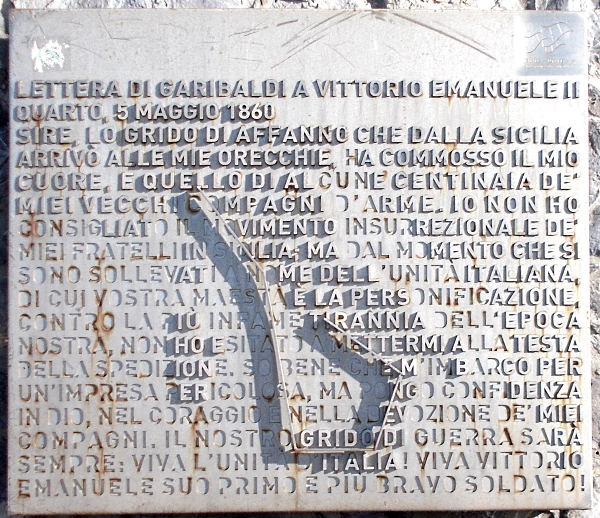 LETTERA DI GARIBALDI A VITTORIO EMANUELE II
QUARTO, 5 MAGGIO 1860
SIRE, LO GRIDO DI AFFANNO CHE DALLA SICILIA
ARRIVÒ ALLE MIE ORECCHIE, HA COMMOSSO IL MIO
CUORE, E QUELLO DI ALCUNE CENTINAIA DE'
MIEI VECCHI COMPAGNI D'ARME. IO NON HO
CONSIGLIATO IL MOVIMENTO INSURREZIONALE DE'
MIEI FRATELLI IN SICILIA; MA DAL MOMENTO CHE SI
SONO SOLLEVATI A NOME DELL'UNITÀ ITALIANA,
DI CUI VOSTRA MAESTÀ E LA PERSONIFICAZIONE,
CONTRO LA PIÙ INFAME TIRANNIA DELL'EPOCA
NOSTRA, NON HO ESITATO A METTERMI ALLA TESTA
DELLA SPEDIZIONE. SO BENE CHE M'IMBARCO PER
UN'IMPRESA PERICOLOSA, MA PONGO CONFIDENZA
IN DIO, NEL CORAGGIO E NELLA DEVOZIONE DE' MIEI
COMPAGNI. IL NOSTRO GRIDO DI GUERRA SARÀ
SEMPRE: VIVA L'UNITÀ D'ITALIA! VIVA VITTORIO
EMANUELE SUO PRIMO E PIÙ BRAVO SOLDATO!